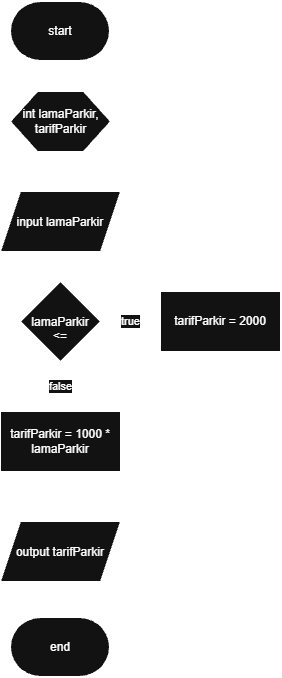 start
int lamaParkir,
tarifParkir
input lamaParkir
lamaParkir
<=
true
tarifParkir = 2000
false
tarifParkir = 1000 *
lamaParkir
output tarifParkir
end